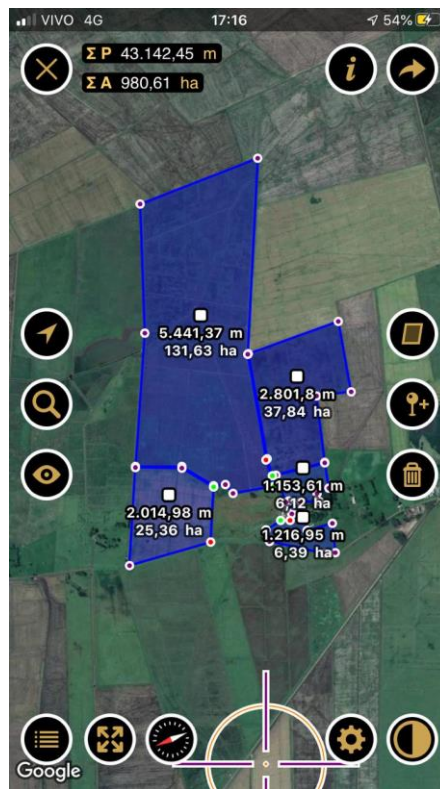 VIVO 4G 17:16 54%
Σ P 43.142,45 m
Σ A 980,61 ha
i
5.441,37 m
131,63 ha
2.801,8 m
37,84 ha
1.153,61 m
6,12 ha
2.014,98 m
25,36 ha
1.216,95 m
6,39 ha
Google